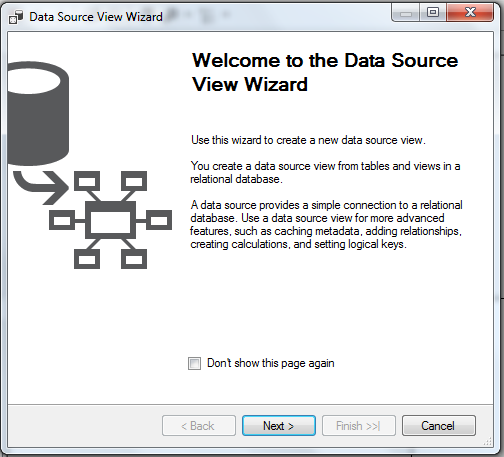 Data Source View Wizard
Welcome to the Data Source
View Wizard
Use this wizard to create a new data source view.
You create a data source view from tables and views in a
relational database.
A data source provides a simple connection to a relational
database. Use a data source view for more advanced
features, such as caching metadata, adding relationships,
creating calculations, and setting logical keys.
Don't show this page again
< Back
Next >
Finish >>|
Cancel